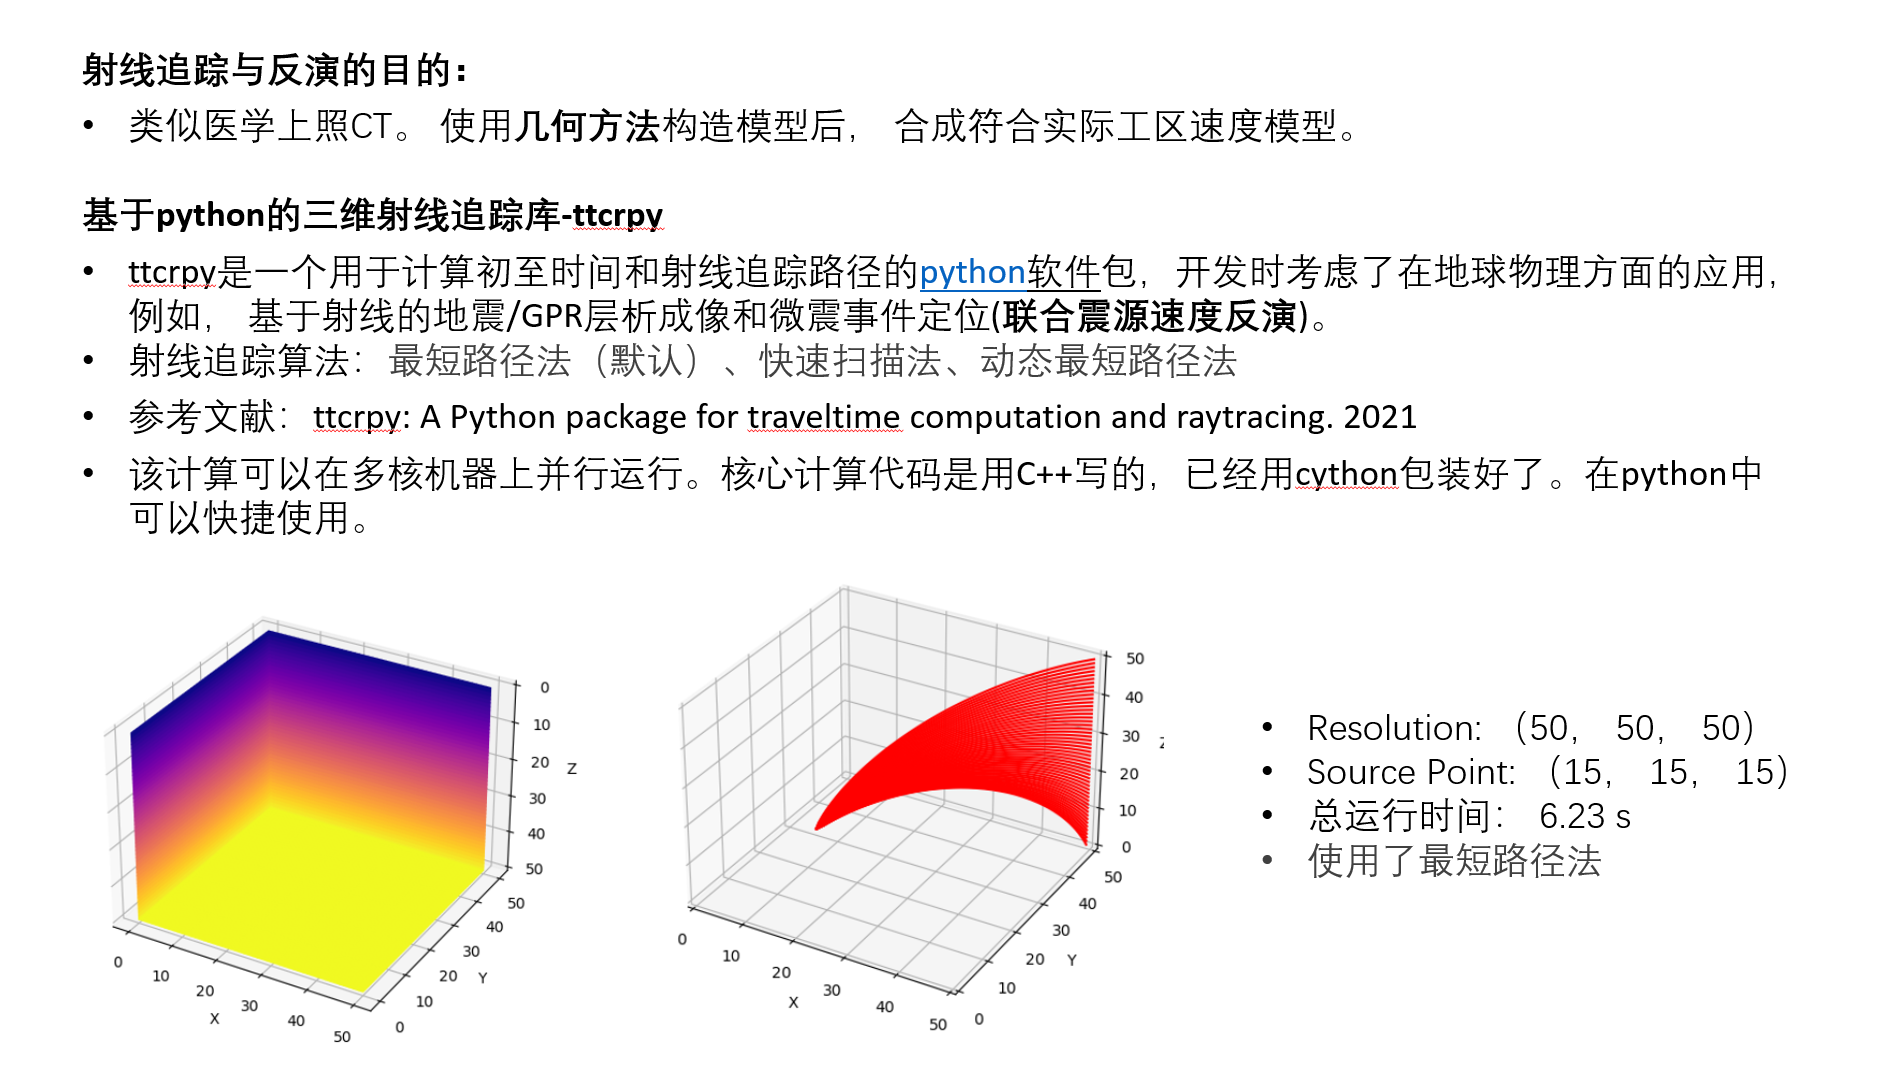 射线追踪与反演的目的：
• 类似医学上照CT。 使用几何方法构造模型后， 合成符合实际工区速度模型。
基于python的三维射线追踪库-ttcrpy
• ttcrpy是一个用于计算初至时间和射线追踪路径的python软件包，开发时考虑了在地球物理方面的应用，
例如， 基于射线的地震/GPR层析成像和微震事件定位(联合震源速度反演)。
• 射线追踪算法：最短路径法（默认）、快速扫描法、动态最短路径法
• 参考文献：ttcrpy: A Python package for traveltime computation and raytracing. 2021
• 该计算可以在多核机器上并行运行。核心计算代码是用C++写的，已经用cython包装好了。在python中
可以快捷使用。
0
10
20
30
40
50
Z
50
40
30
20
10
0
Y
0
10
20
30
40
50
X
50
40
30
20
10
0
50
40
30
20
10
0
Y
0
10
20
30
40
50
X
• Resolution: （50， 50， 50）
• Source Point: （15， 15， 15）
• 总运行时间： 6.23 s
• 使用了最短路径法